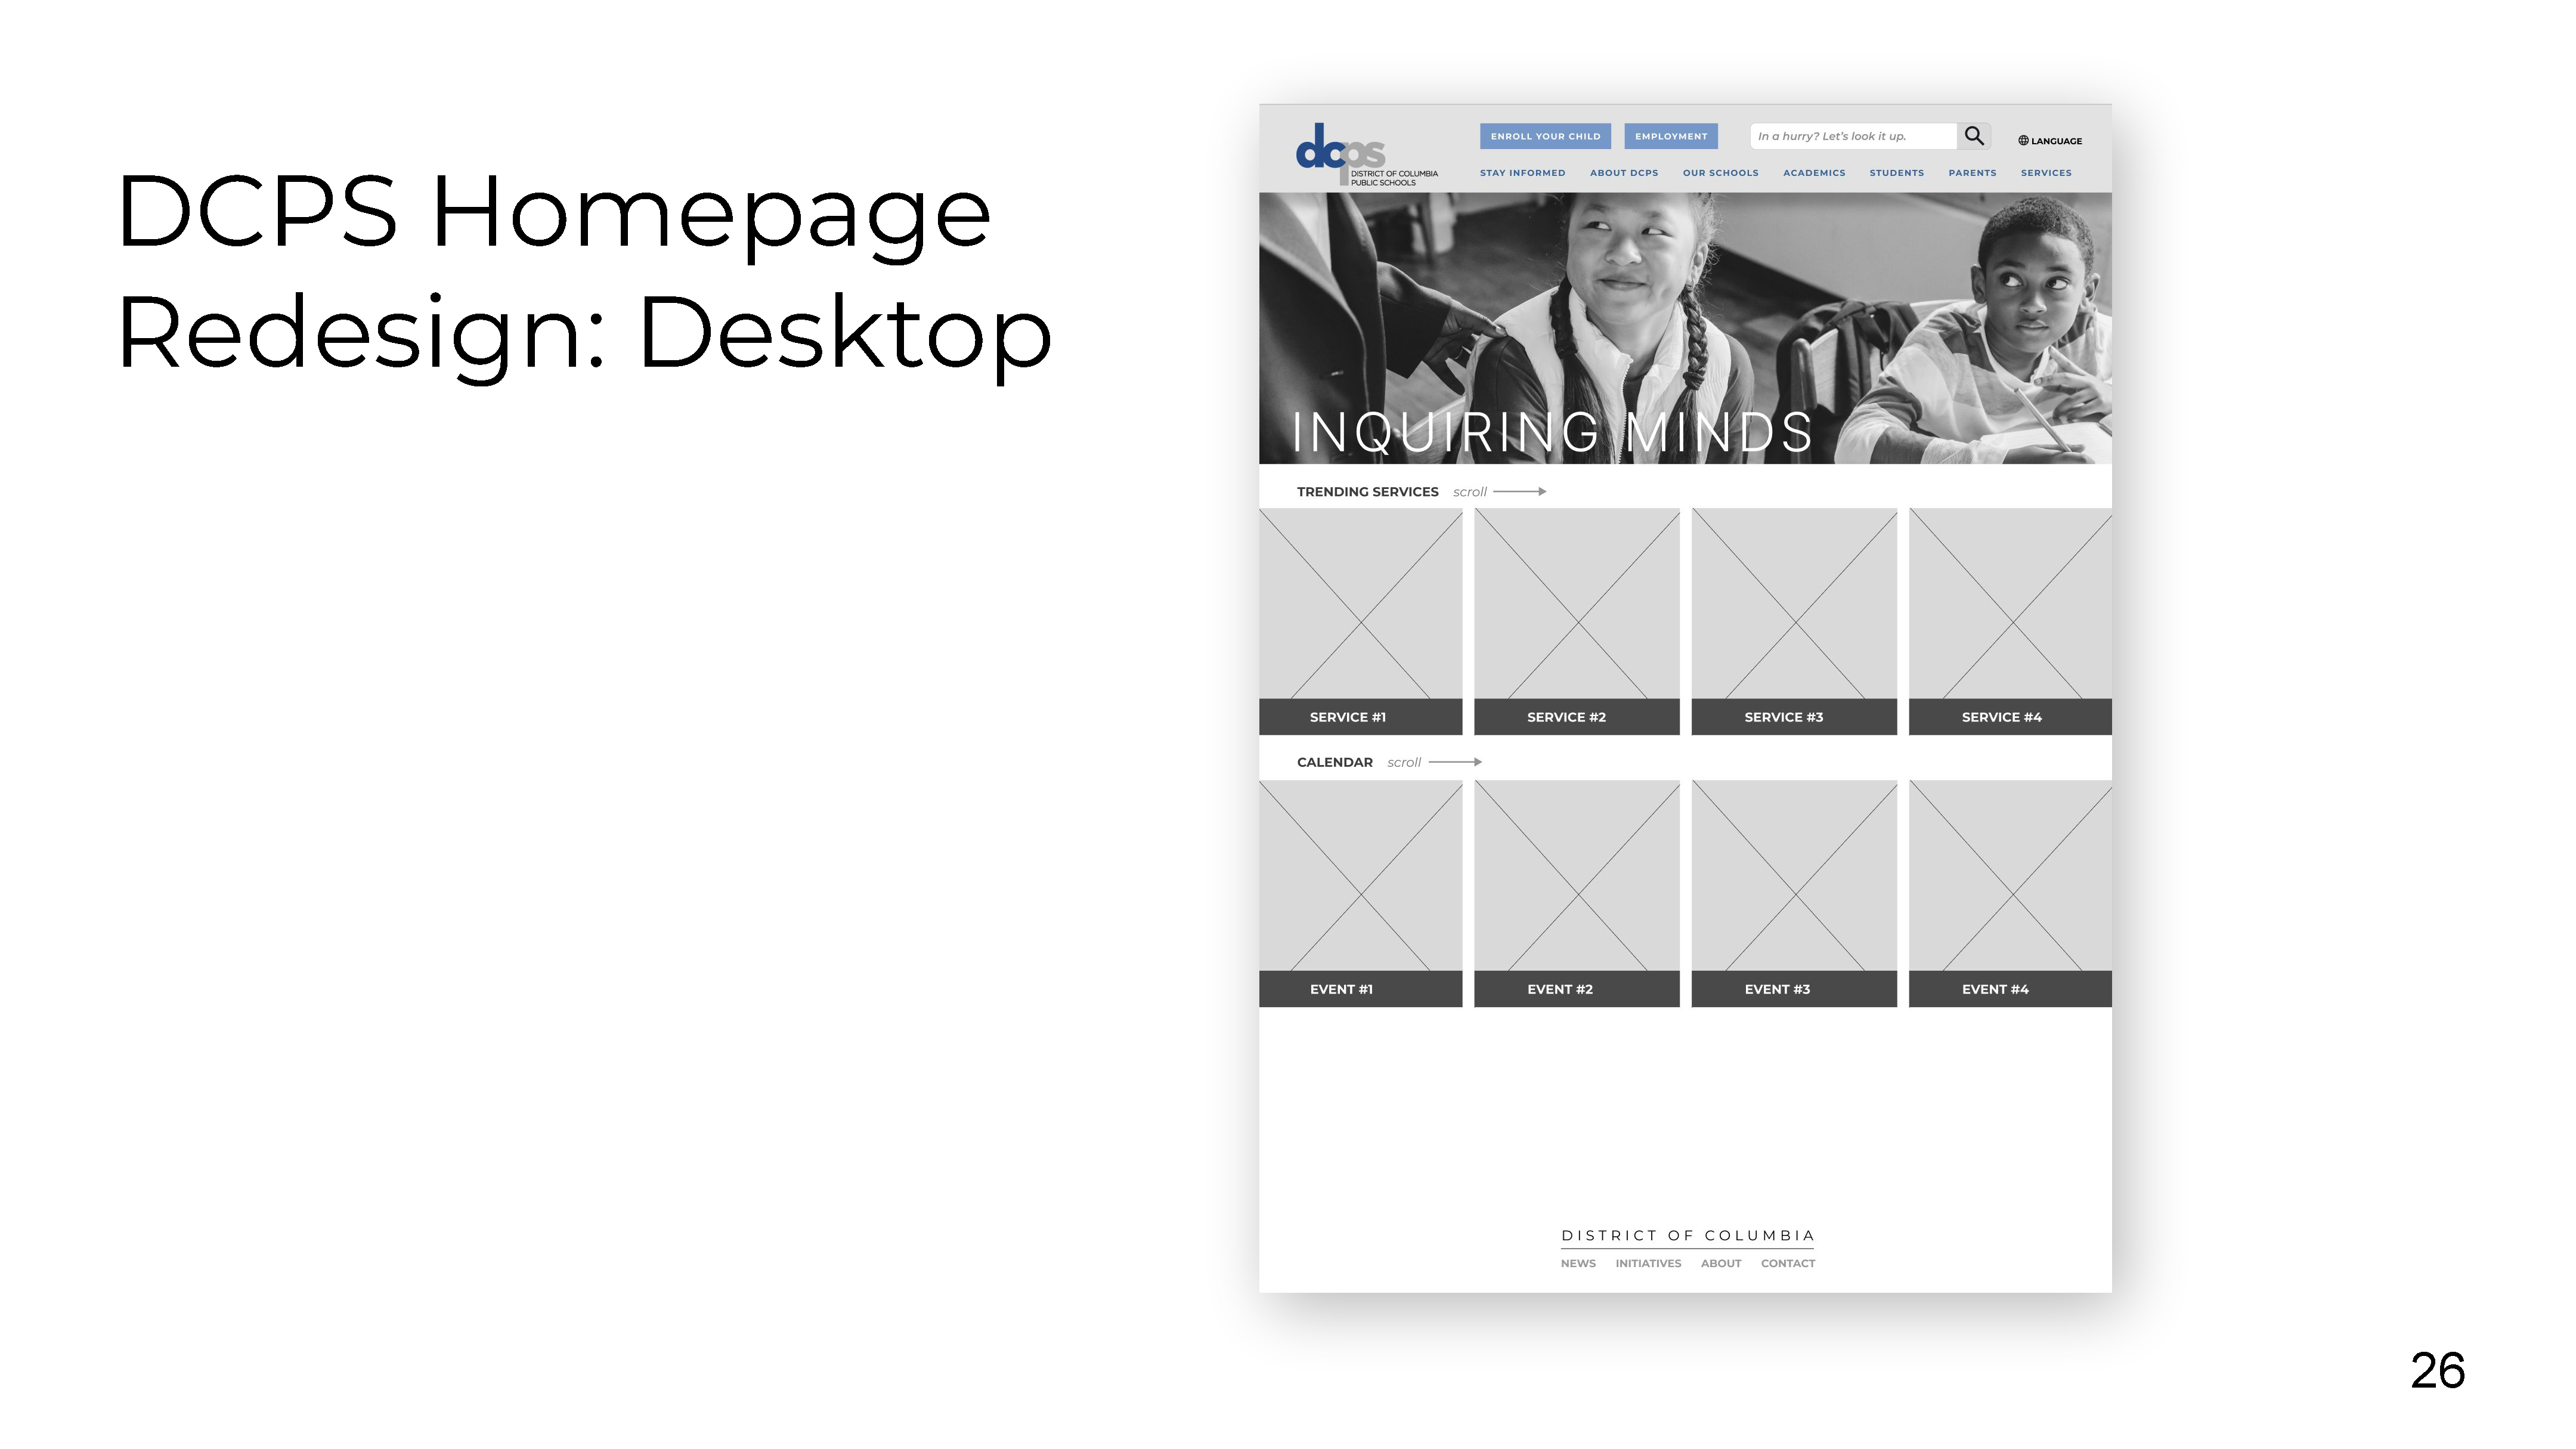 DCPS Homepage
Redesign: Desktop
dcps
DISTRICT OF COLUMBIA
PUBLIC SCHOOLS
ENROLL YOUR CHILD
EMPLOYMENT
In a hurry? Let's look it up.
LANGUAGE
STAY INFORMED ABOUT DCPS OUR SCHOOLS ACADEMICS STUDENTS PARENTS SERVICES
INQUIRING MINDS
TRENDING SERVICES scroll
SERVICE #1 SERVICE #2 SERVICE #3 SERVICE #4
CALENDAR scroll
EVENT #1 EVENT #2 EVENT #3 EVENT #4
DISTRICT OF COLUMBIA
NEWS INITIATIVES ABOUT CONTACT
26